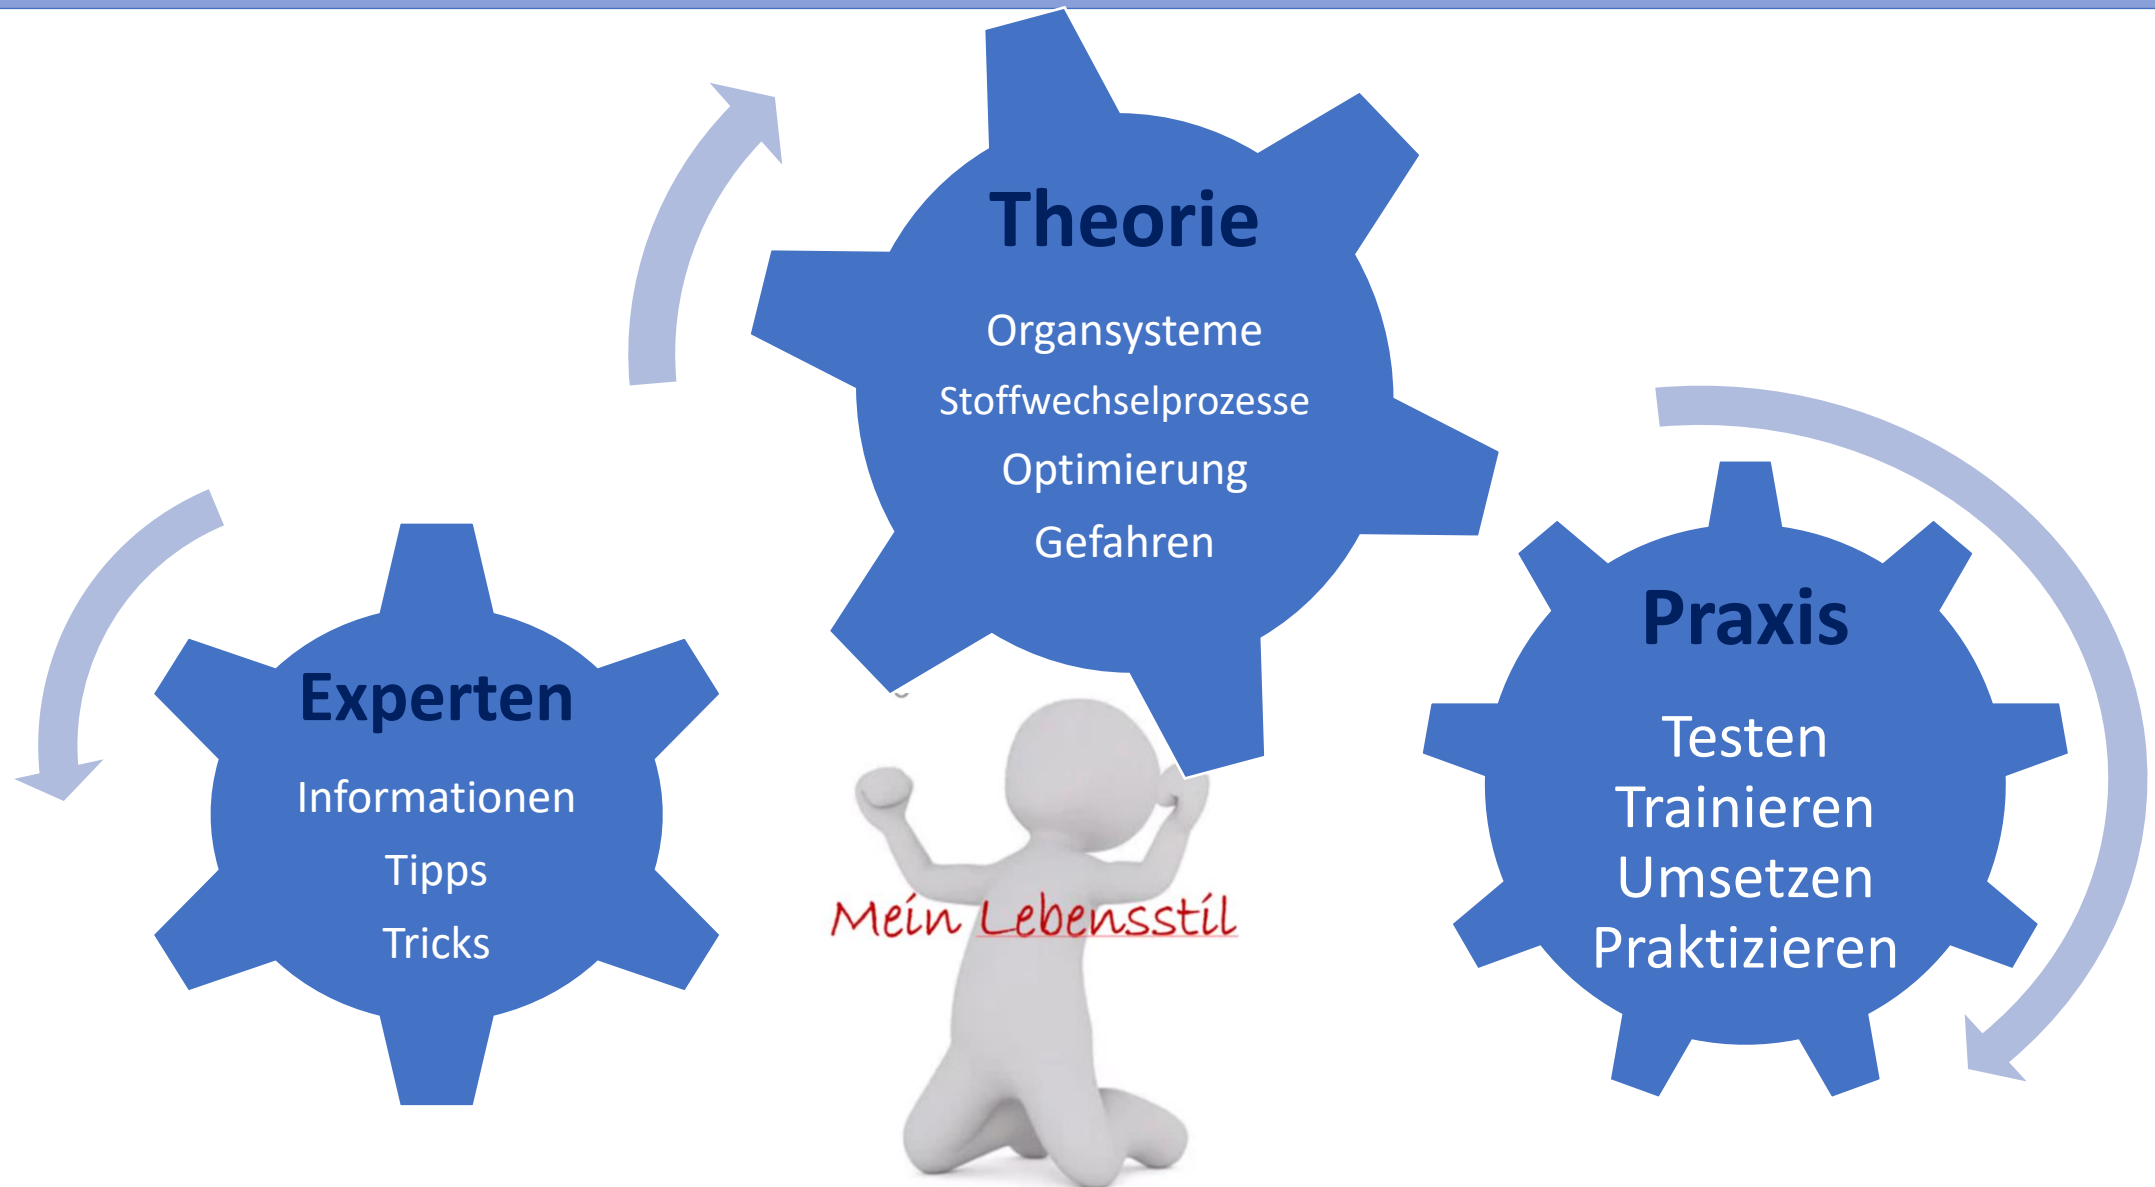 Theorie
Organsysteme
Stoffwechselprozesse
Optimierung
Gefahren
Experten
Informationen
Tipps
Tricks
Mein Lebensstil
Praxis
Testen
Trainieren
Umsetzen
Praktizieren